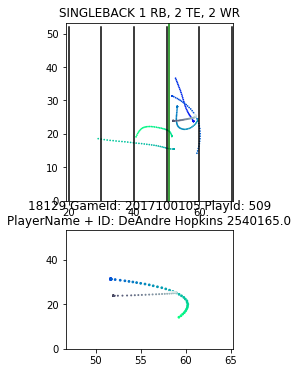 SINGLEBACK 1 RB, 2 TE, 2 WR
50
40
30
20
10
0
20 40 60
18129 GameId: 2017100105 PlayId: 509
PlayerName + ID: DeAndre Hopkins 2540165.0
40
20
0
50 55 60 65